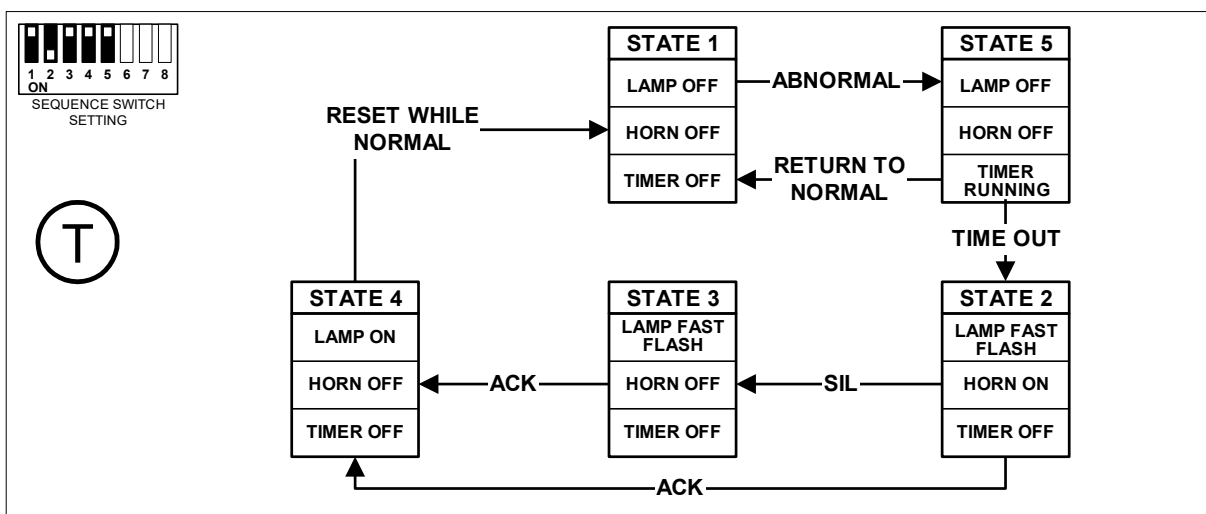 1 2 3 4 5 6 7 8
ON
SEQUENCE SWITCH
SETTING
T
STATE 1
LAMP OFF
HORN OFF
TIMER OFF
ABNORMAL
RETURN TO
NORMAL
STATE 5
LAMP OFF
HORN OFF
TIMER
RUNNING
TIME OUT
RESET WHILE
NORMAL
STATE 4
LAMP ON
HORN OFF
TIMER OFF
ACK
STATE 3
LAMP FAST
FLASH
HORN OFF
TIMER OFF
SIL
STATE 2
LAMP FAST
FLASH
HORN ON
TIMER OFF
ACK